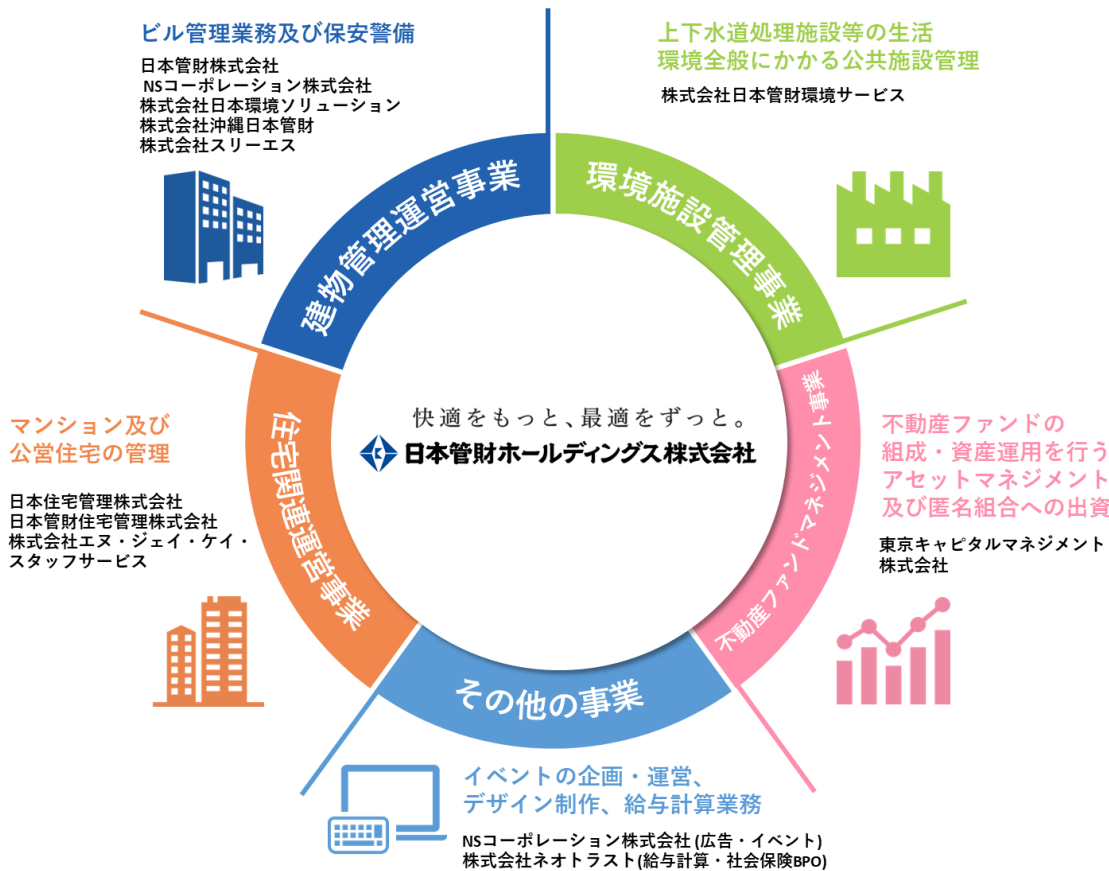 ビル管理業務及び保安警備
日本管財株式会社
NSコーポレーション株式会社
株式会社日本環境ソリューション
株式会社沖縄日本管財
株式会社スリーエス
建物管理運営事業
上下水道処理施設等の生活
環境全般にかかる公共施設管理
株式会社日本管財環境サービス
環境施設管理事業
マンション及び
公営住宅の管理
日本住宅管理株式会社
日本管財住宅管理株式会社
株式会社エヌ・ジェイ・ケイ・
スタッフサービス
住宅関連運営事業
快適をもっと、最適をずっと。
日本管財ホールディングス株式会社
不動産ファンドマネジメント事業
不動産ファンドの
組成・資産運用を行う
アセットマネジメント
及び匿名組合への出資
東京キャピタルマネジメント
株式会社
その他の事業
イベントの企画・運営、
デザイン制作、給与計算業務
NSコーポレーション株式会社 (広告・イベント)
株式会社ネオトラスト(給与計算・社会保険BPO)